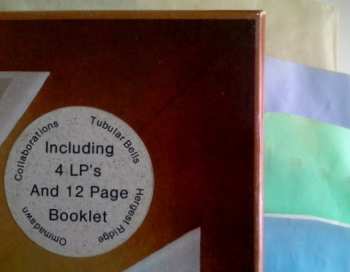 Collaborations
Tubular Bells
Hergest Ridge
Ommadawn
Including
4 LP's
And 12 Page
Booklet